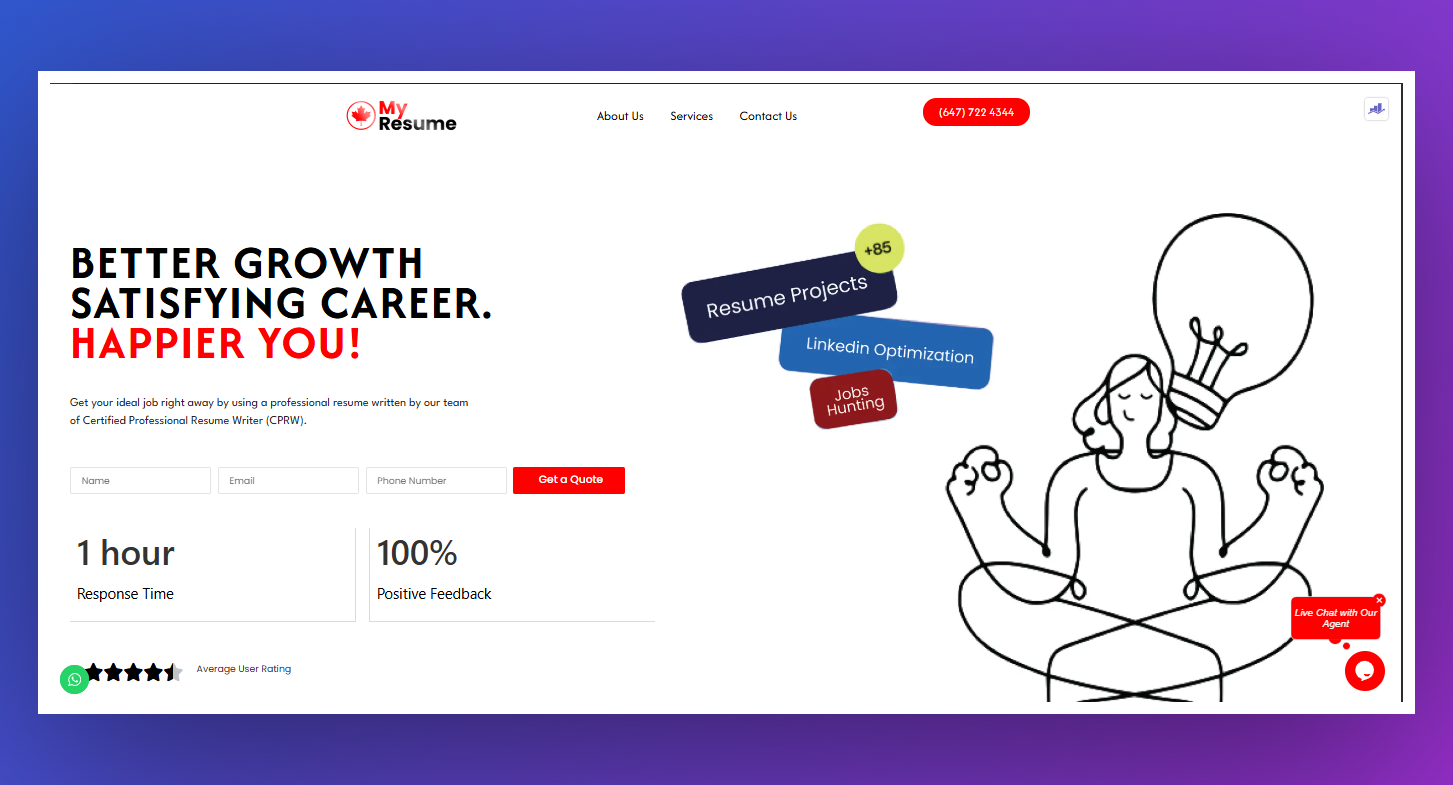 My
Resume
About Us
Services
Contact Us
(647) 722 4344
BETTER GROWTH
SATISFYING CAREER.
HAPPIER YOU!
Get your ideal job right away by using a professional resume written by our team
of Certified Professional Resume Writer (CPRW).
Name
Email
Phone Number
Get a Quote
1 hour
Response Time
100%
Positive Feedback
Average User Rating
+85
Resume Projects
Linkedin Optimization
Jobs
Hunting
Live Chat with Our
Agent